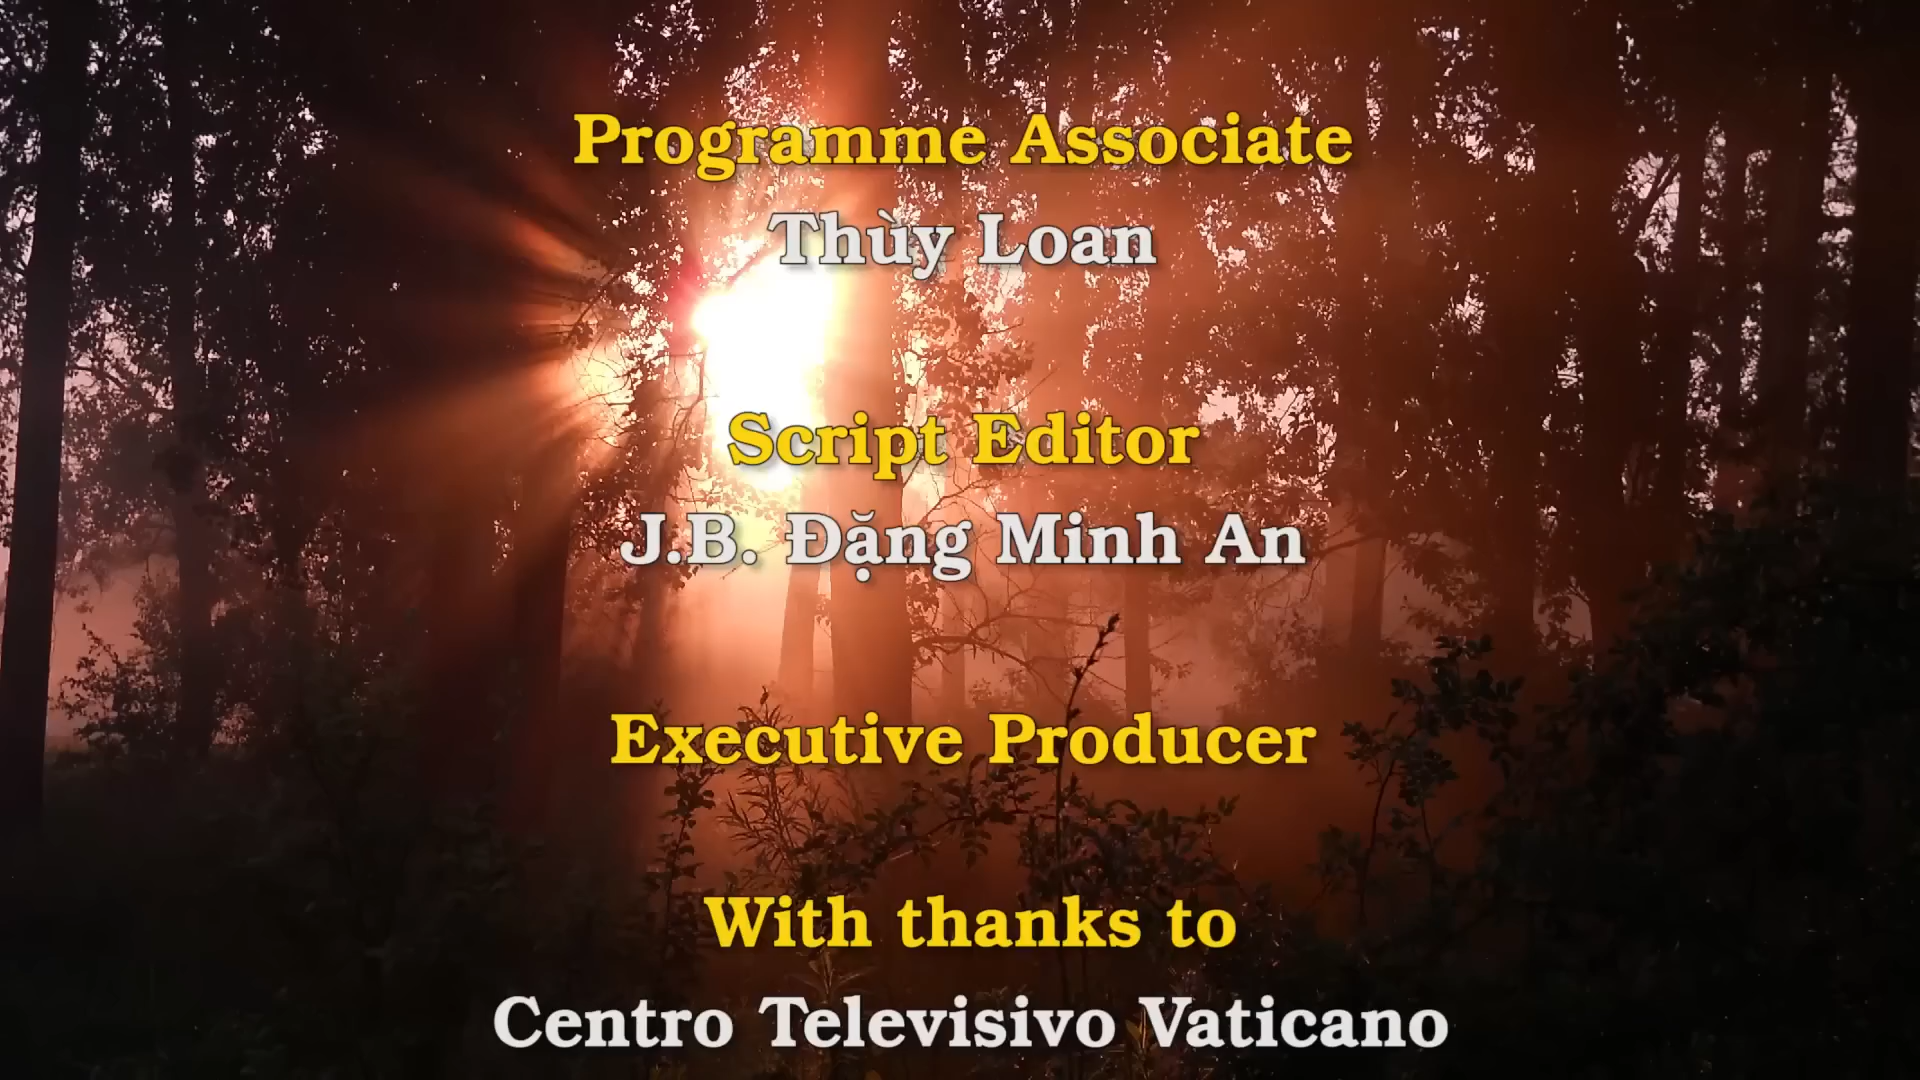 Programme Associate
Thùy Loan
Script Editor
J.B. Đặng Minh An
Executive Producer
With thanks to
Centro Televisivo Vaticano